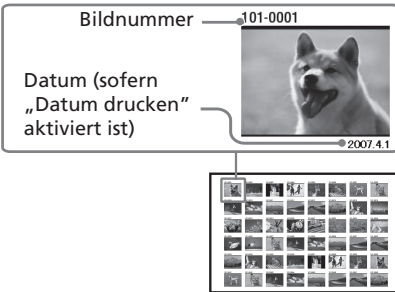 Bildnummer
101-0001
Datum (sofern
„Datum drucken”
aktiviert ist)
2007.4.1